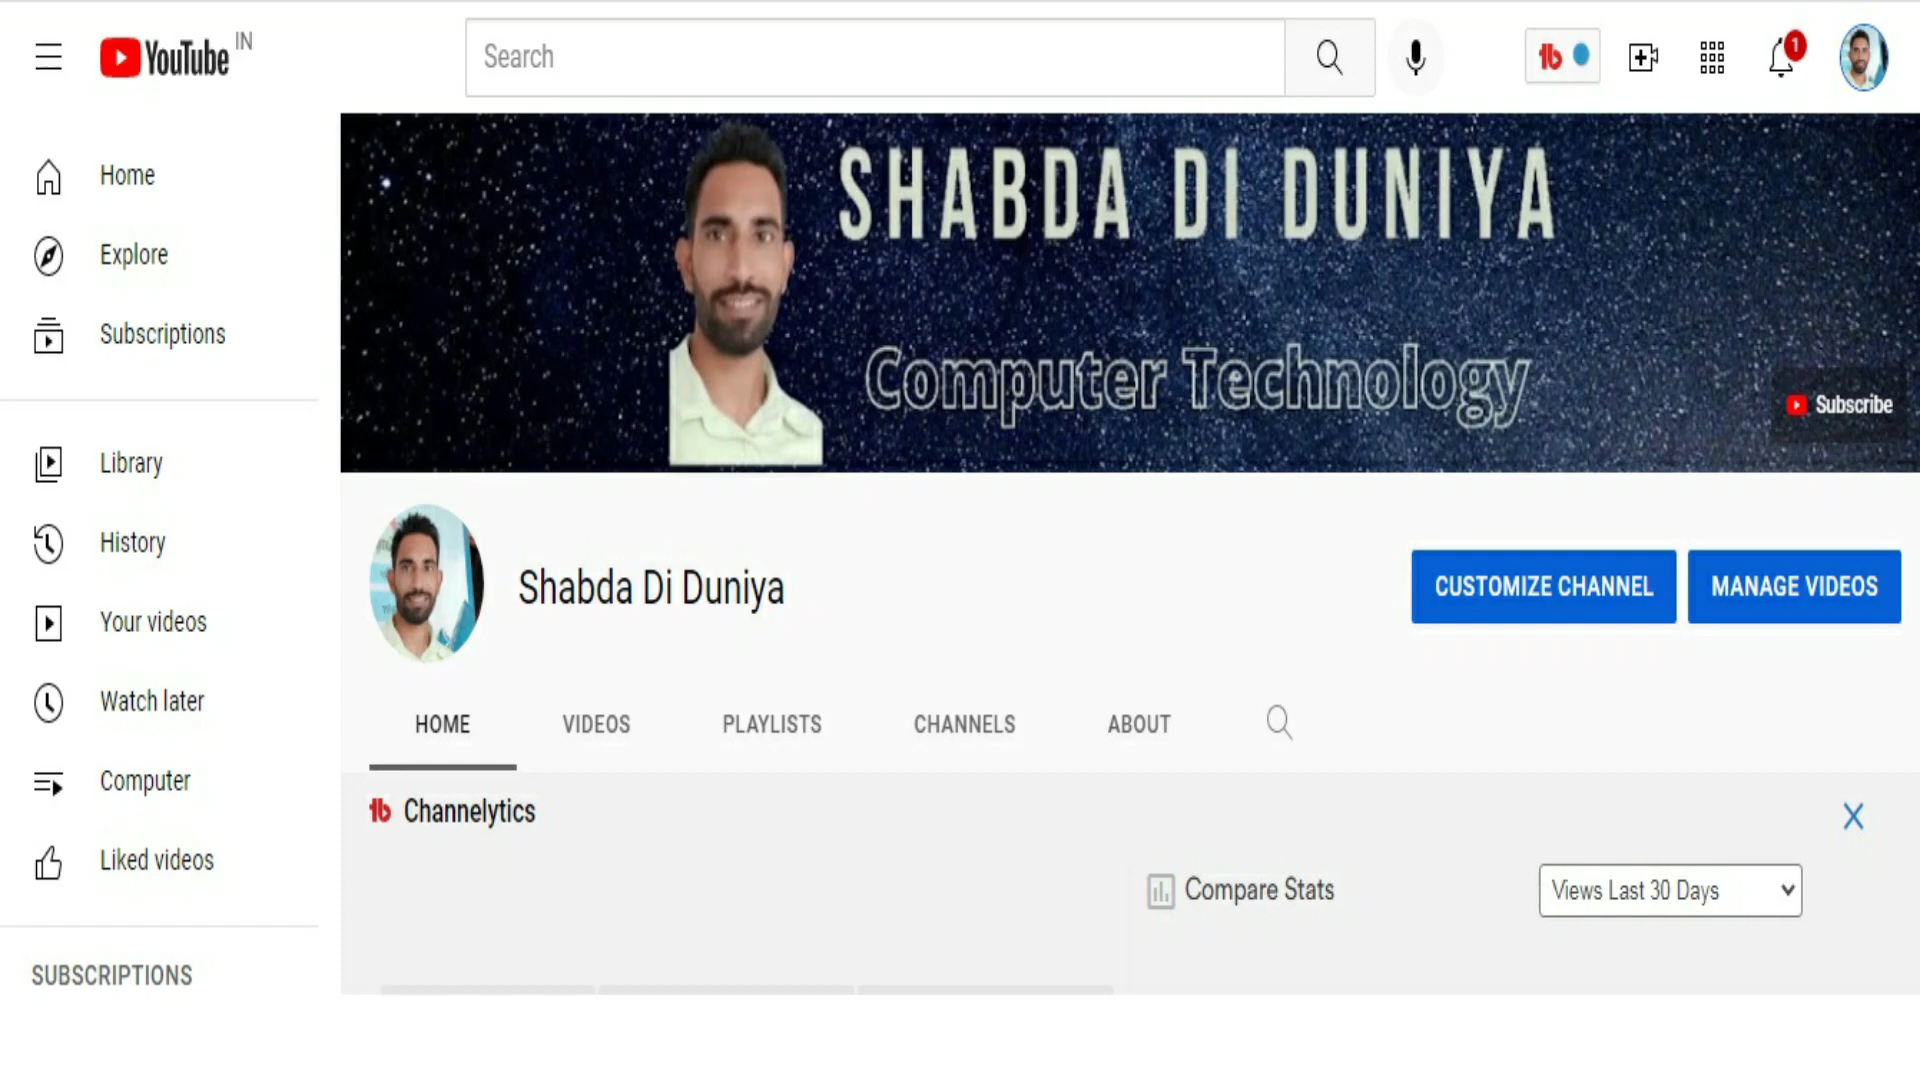 YouTube IN
Search
1
Home
Explore
Subscriptions
Library
History
Your videos
Watch later
Computer
Liked videos
SUBSCRIPTIONS
SHABDA DI DUNIYA
Computer Technology
Subscribe
Shabda Di Duniya
CUSTOMIZE CHANNEL
MANAGE VIDEOS
HOME
VIDEOS
PLAYLISTS
CHANNELS
ABOUT
tb Channelytics
X
Compare Stats
Views Last 30 Days